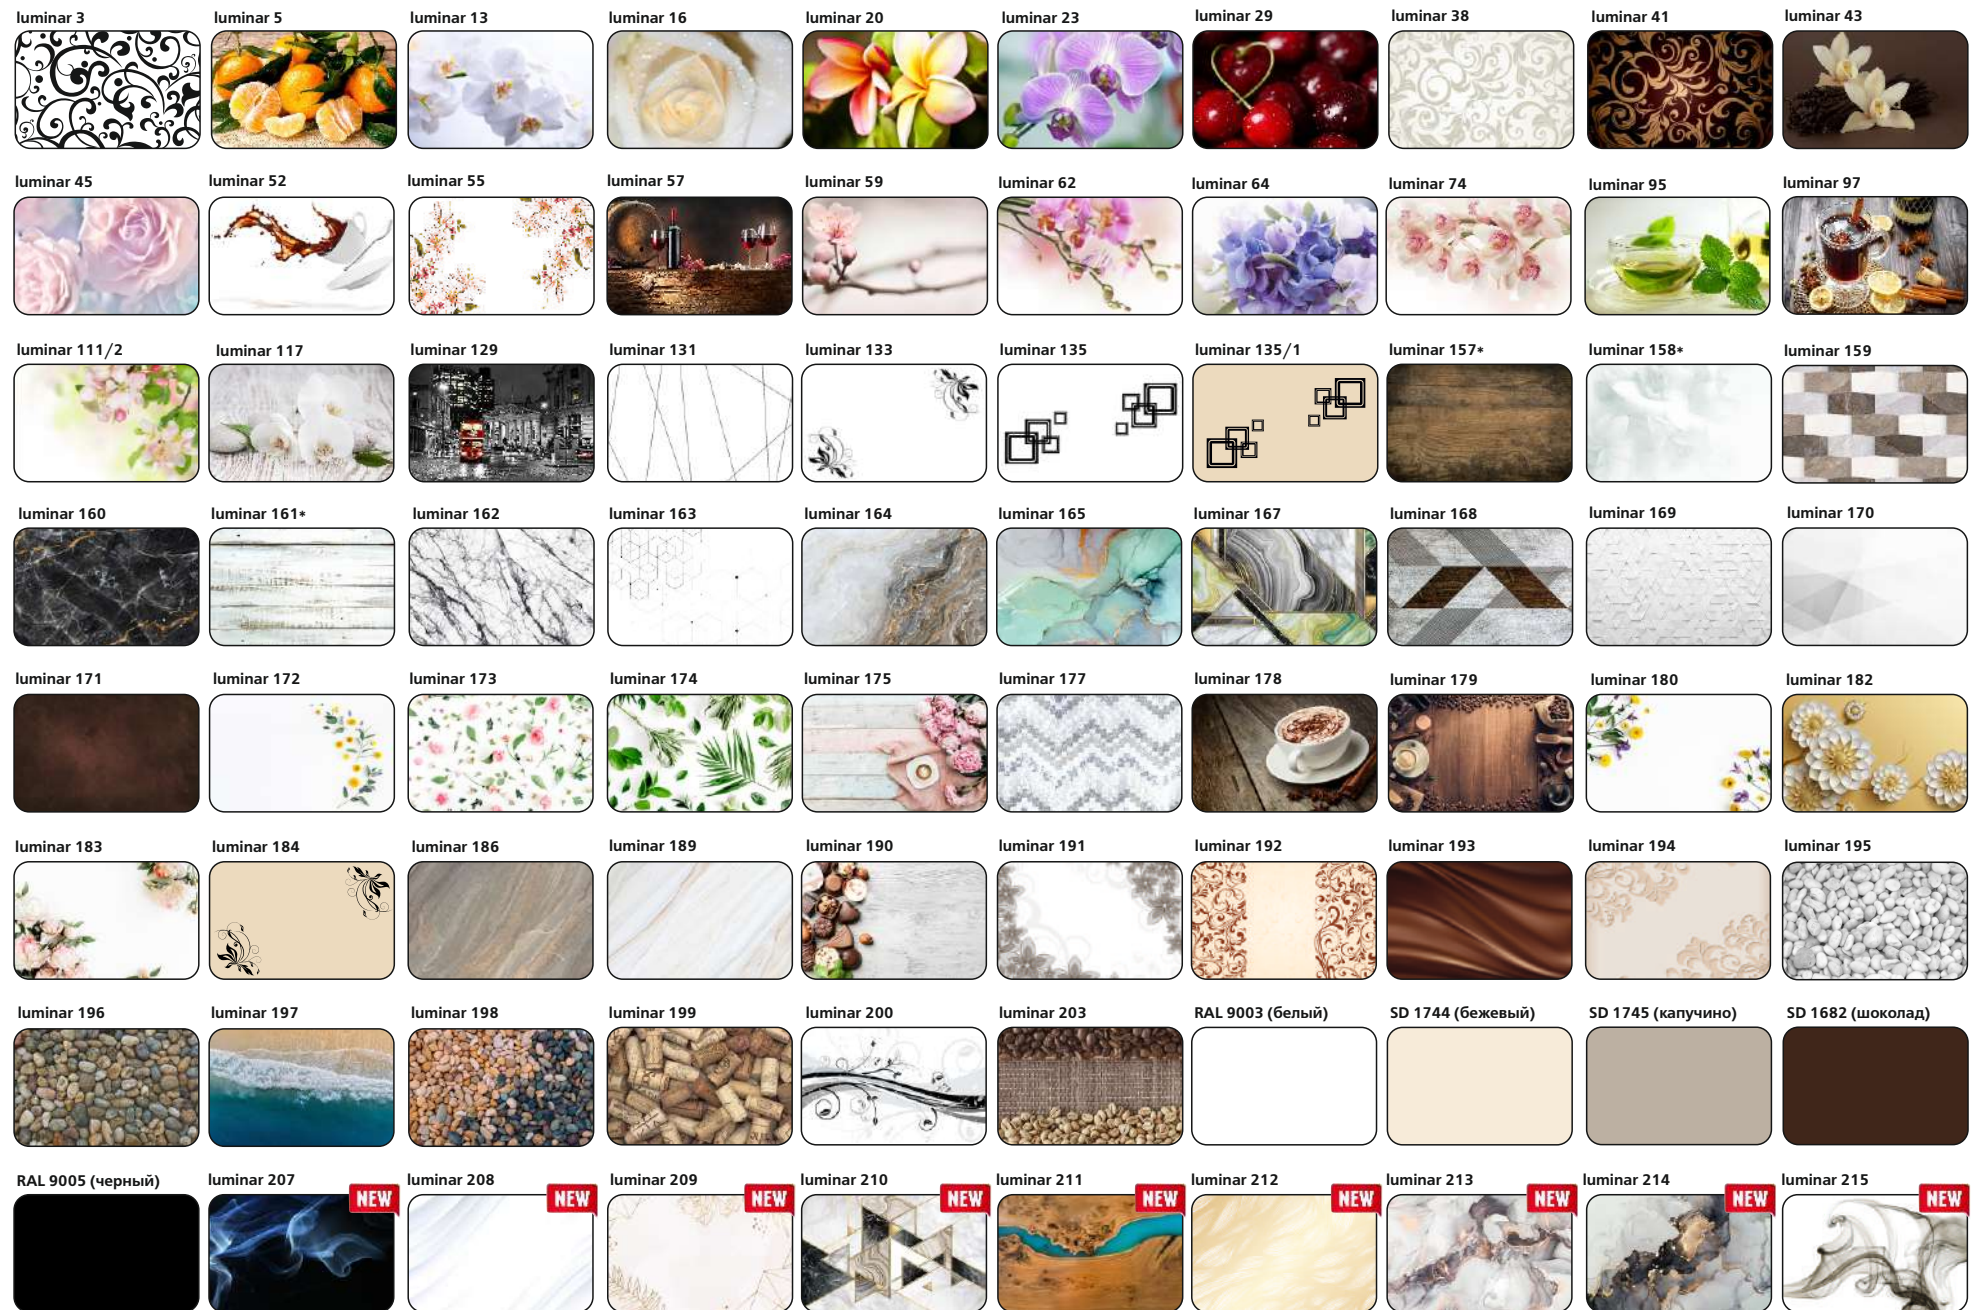 luminar 3
luminar 5
luminar 13
luminar 16
luminar 20
luminar 23
luminar 29
luminar 38
luminar 41
luminar 43
luminar 45
luminar 52
luminar 55
luminar 57
luminar 59
luminar 62
luminar 64
luminar 74
luminar 95
luminar 97
luminar 111/2
luminar 117
luminar 129
luminar 131
luminar 133
luminar 135
luminar 135/1
luminar 157*
luminar 158*
luminar 159
luminar 160
luminar 161*
luminar 162
luminar 163
luminar 164
luminar 165
luminar 167
luminar 168
luminar 169
luminar 170
luminar 171
luminar 172
luminar 173
luminar 174
luminar 175
luminar 177
luminar 178
luminar 179
luminar 180
luminar 182
luminar 183
luminar 184
luminar 186
luminar 189
luminar 190
luminar 191
luminar 192
luminar 193
luminar 194
luminar 195
luminar 196
luminar 197
luminar 198
luminar 199
luminar 200
luminar 203
RAL 9003 (белый)
SD 1744 (бежевый)
SD 1745 (капучино)
SD 1682 (шоколад)
RAL 9005 (черный)
luminar 207
NEW
luminar 208
NEW
luminar 209
NEW
luminar 210
NEW
luminar 211
NEW
luminar 212
NEW
luminar 213
NEW
luminar 214
NEW
luminar 215
NEW